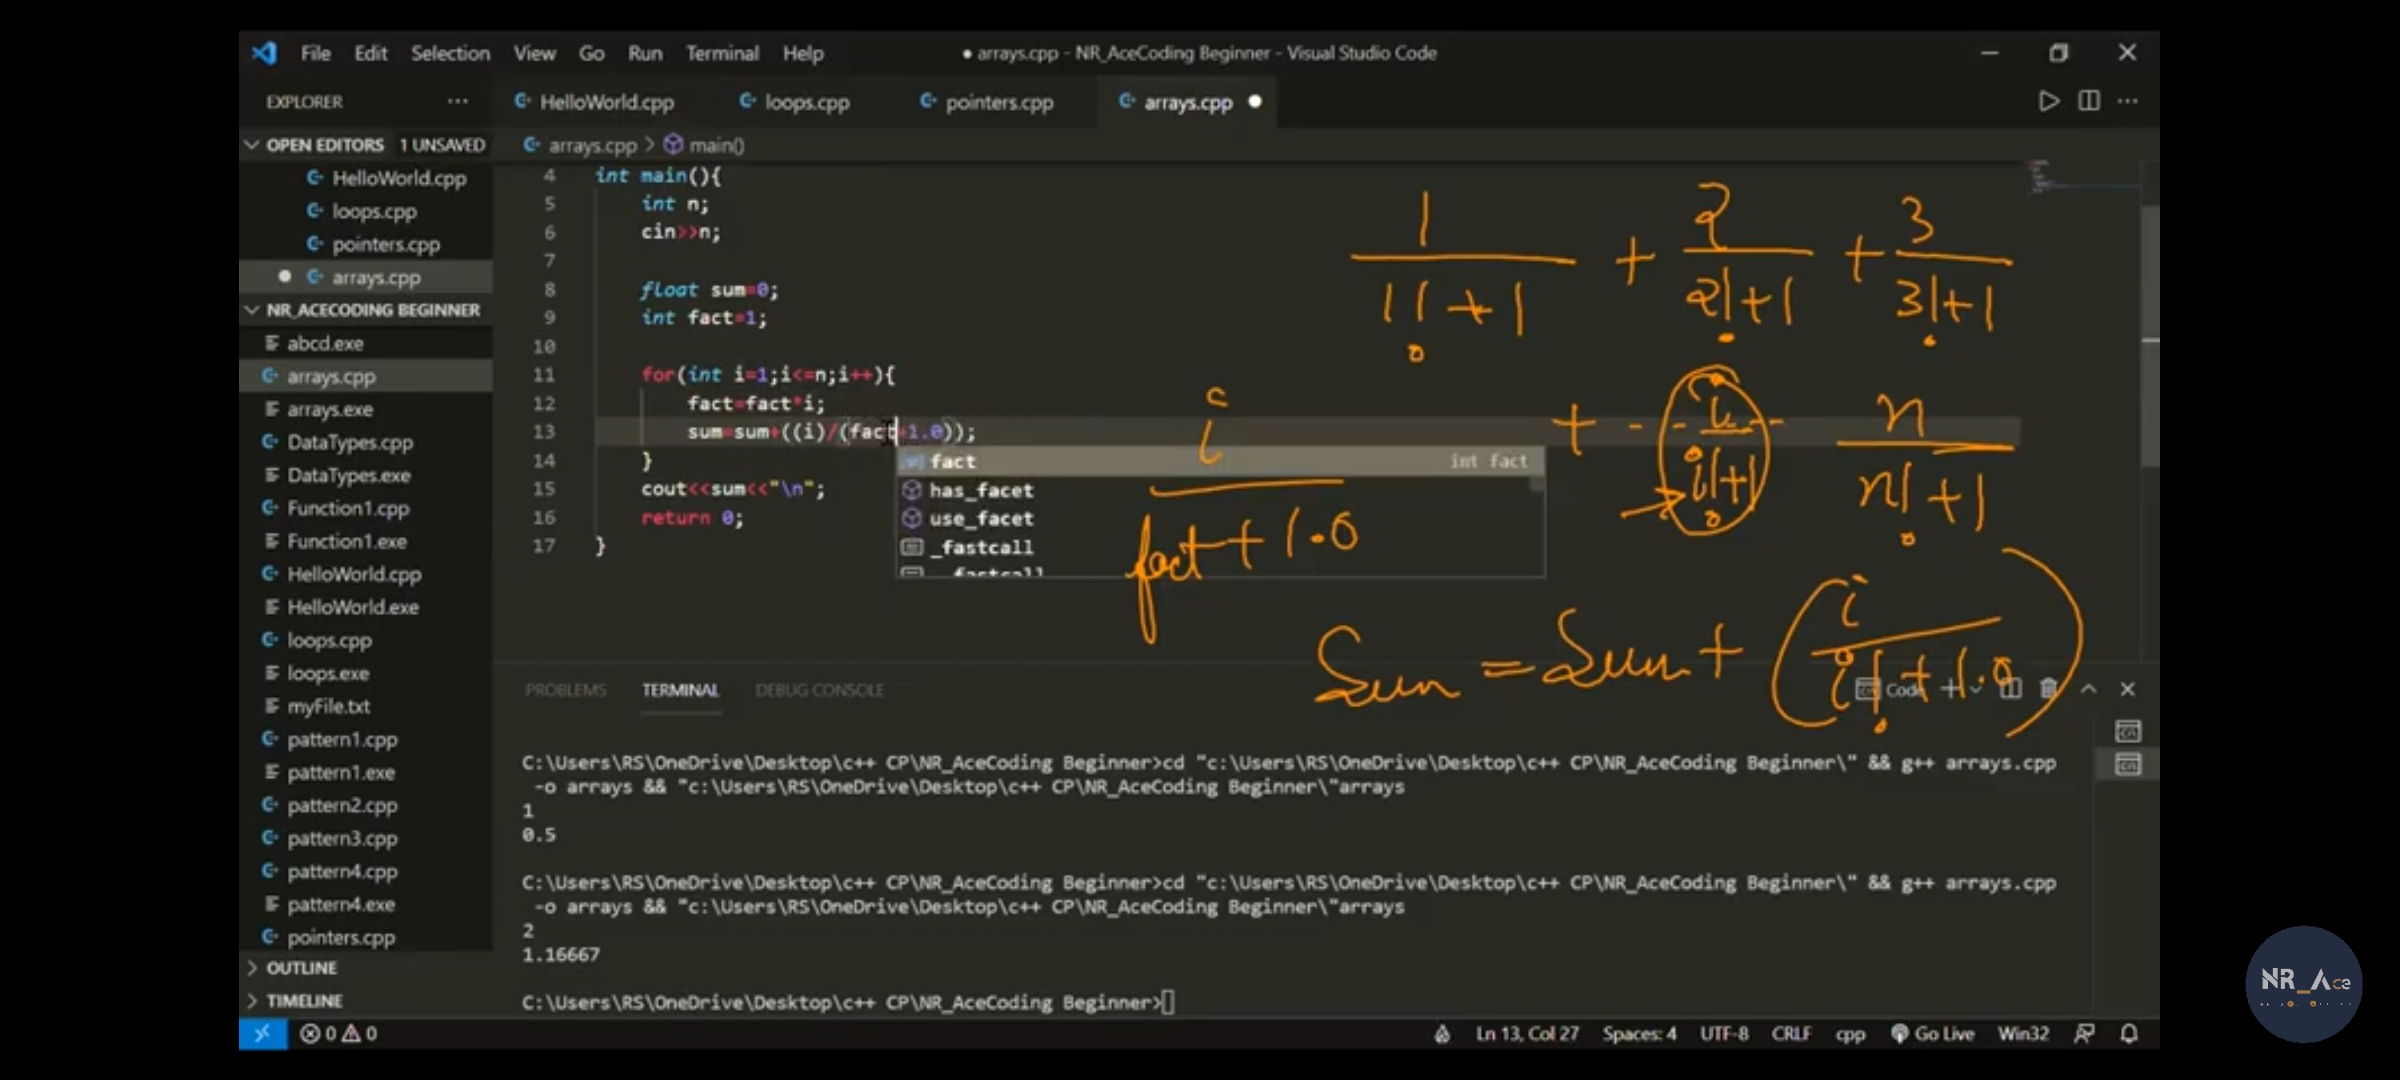 File Edit Selection View Go Run Terminal Help
● arrays.cpp - NR_AceCoding Beginner - Visual Studio Code
EXPLORER ···
HelloWorld.cpp loops.cpp pointers.cpp arrays.cpp ●
OPEN EDITORS 1 UNSAVED
HelloWorld.cpp
loops.cpp
pointers.cpp
● arrays.cpp
NR_ACECODING BEGINNER
abcd.exe
arrays.cpp
arrays.exe
DataTypes.cpp
DataTypes.exe
Function1.cpp
Function1.exe
HelloWorld.cpp
HelloWorld.exe
loops.cpp
loops.exe
myFile.txt
pattern1.cpp
pattern1.exe
pattern2.cpp
pattern3.cpp
pattern4.cpp
pattern4.exe
pointers.cpp
OUTLINE
TIMELINE
arrays.cpp > main()
4 int main(){
5 int n;
6 cin>>n;
7
8 float sum=0;
9 int fact=1;
10
11 for(int i=1;i<=n;i++){
12 fact=fact*i;
13 sum=sum+((i)/(fact+1.0));
14 }
15 cout<<sum<<"\n";
16 return 0;
17 }
fact int fact
has_facet
use_facet
_fastcall
1 2 3
+ +
1!+1 2!+1 3!+1
i
fact+1.0
+ - - i - n
i!+1 n!+1
Sum = Sum + ( i
i!+1.0 )
PROBLEMS TERMINAL DEBUG CONSOLE
Code
C:\Users\RS\OneDrive\Desktop\c++ CP\NR_AceCoding Beginner>cd "c:\Users\RS\OneDrive\Desktop\c++ CP\NR_AceCoding Beginner\" && g++ arrays.cpp
-o arrays && "c:\Users\RS\OneDrive\Desktop\c++ CP\NR_AceCoding Beginner\"arrays
1
0.5
C:\Users\RS\OneDrive\Desktop\c++ CP\NR_AceCoding Beginner>cd "c:\Users\RS\OneDrive\Desktop\c++ CP\NR_AceCoding Beginner\" && g++ arrays.cpp
-o arrays && "c:\Users\RS\OneDrive\Desktop\c++ CP\NR_AceCoding Beginner\"arrays
2
1.16667
C:\Users\RS\OneDrive\Desktop\c++ CP\NR_AceCoding Beginner>
0 0
Ln 13, Col 27 Spaces: 4 UTF-8 CRLF cpp Go Live Win32
NR_Ace